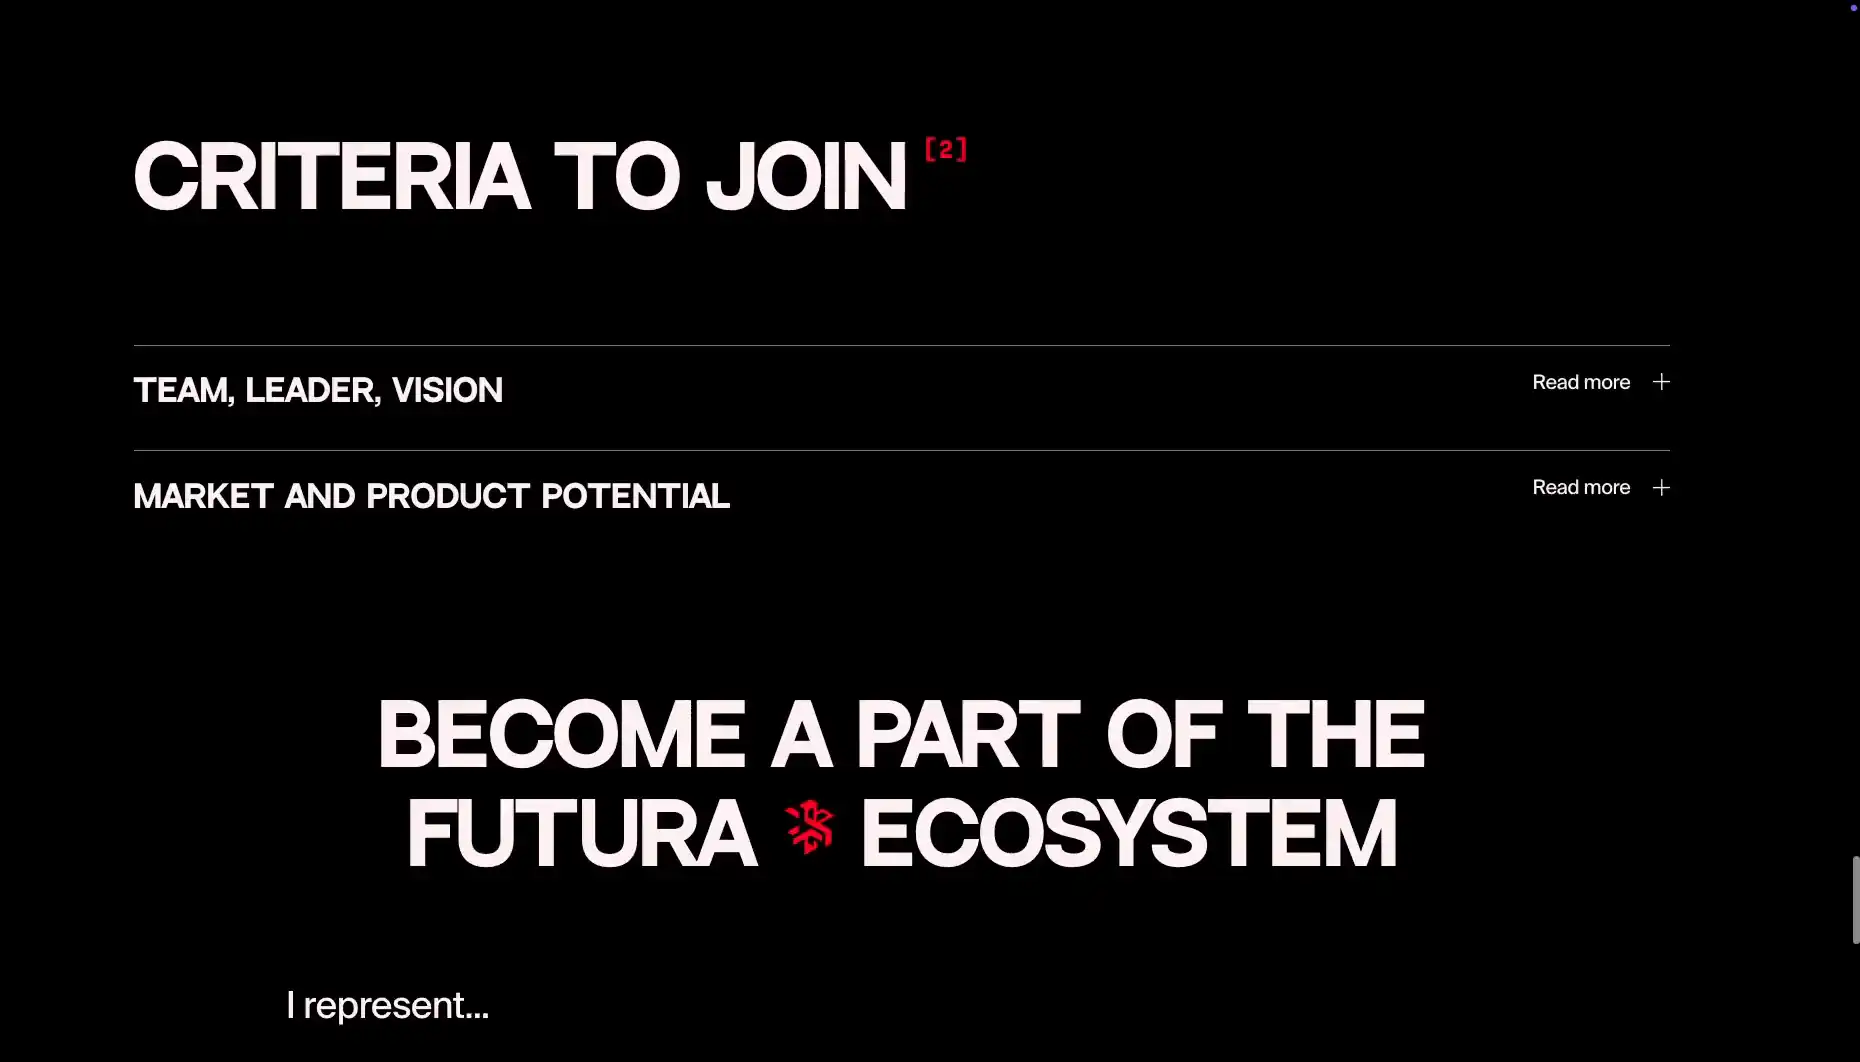 CRITERIA TO JOIN [2]
TEAM, LEADER, VISION
Read more +
MARKET AND PRODUCT POTENTIAL
Read more +
BECOME A PART OF THE
FUTURA ECOSYSTEM
I represent...